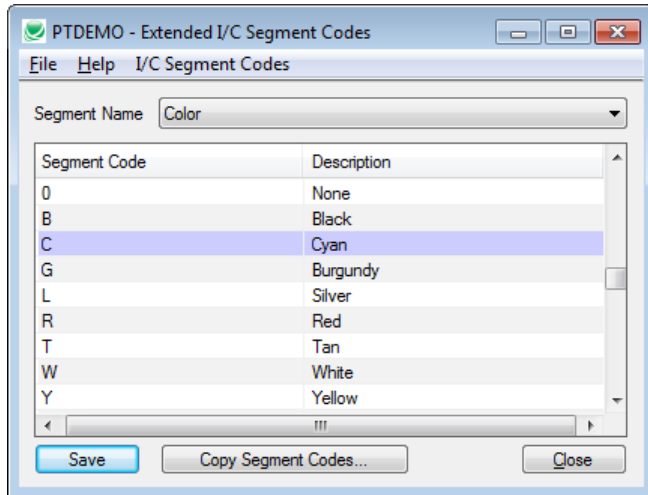 PTDEMO - Extended I/C Segment Codes
File Help I/C Segment Codes
Segment Name Color
Segment Code Description
0 None
B Black
C Cyan
G Burgundy
L Silver
R Red
T Tan
W White
Y Yellow
Save Copy Segment Codes... Close